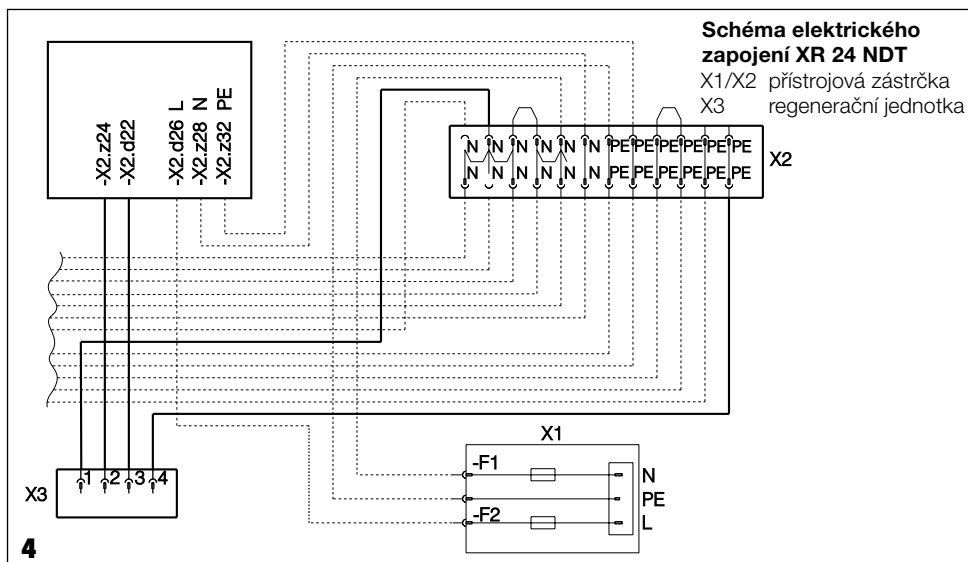 Schéma elektrického
zapojení XR 24 NDT
X1/X2 přístrojová zástrčka
X3 regenerační jednotka
-X2.z24
-X2.d22
-X2.d26 L
-X2.z28 N
-X2.z32 PE
N N N N N N PE PE PE PE PE PE
X2
N N N N N N PE PE PE PE PE PE
X1
-F1 N
PE
-F2 L
X3 1 2 3 4
4